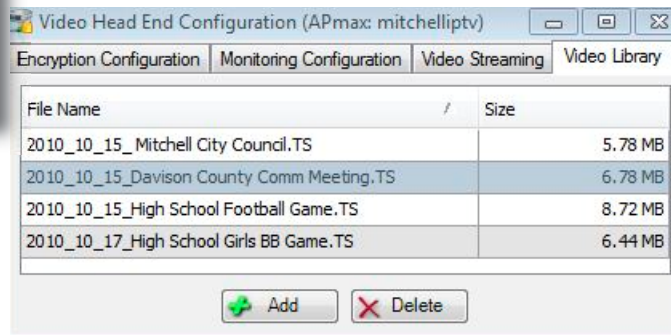 Video Head End Configuration (APmax: mitchelliptv)
Encryption Configuration Monitoring Configuration Video Streaming Video Library
File Name / Size
2010_10_15_ Mitchell City Council.TS 5.78 MB
2010_10_15_Davison County Comm Meeting.TS 6.78 MB
2010_10_15_High School Football Game.TS 8.72 MB
2010_10_17_High School Girls BB Game.TS 6.44 MB
Add Delete